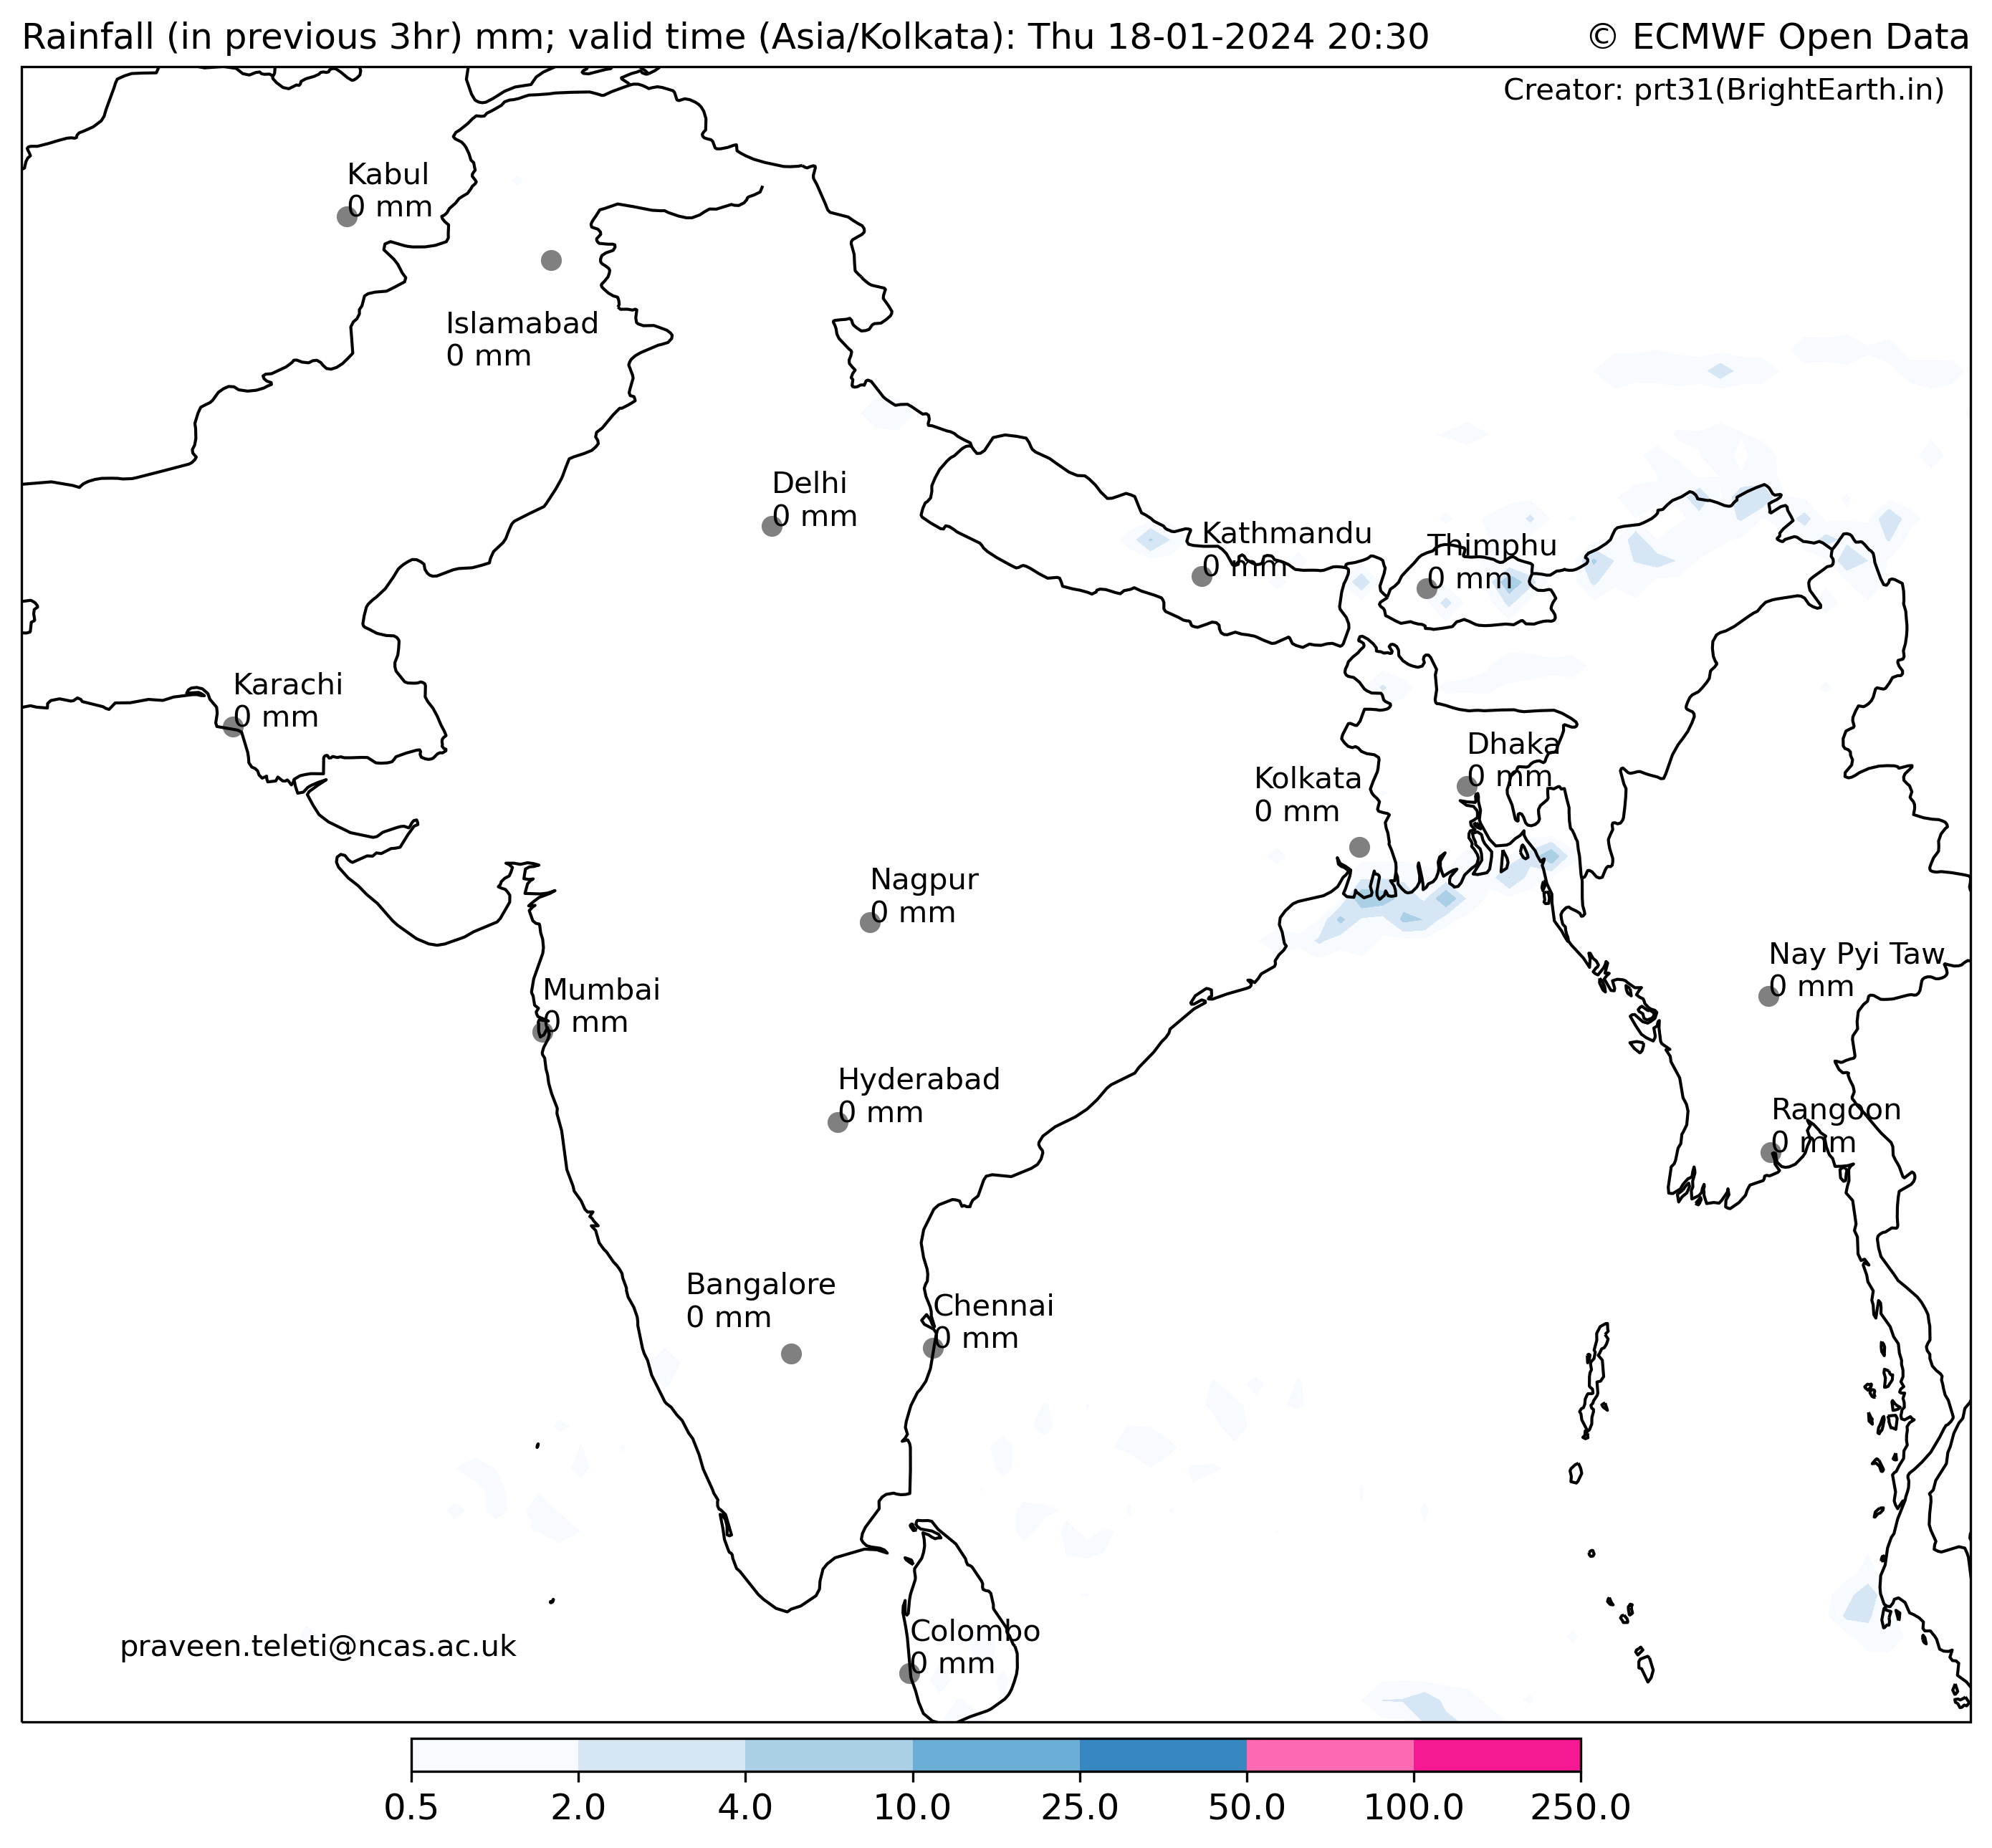 Rainfall (in previous 3hr) mm; valid time (Asia/Kolkata): Thu 18-01-2024 20:30
© ECMWF Open Data
Creator: prt31(BrightEarth.in)
Kabul
0 mm
Islamabad
0 mm
Delhi
0 mm
Kathmandu
0 mm
Thimphu
0 mm
Karachi
0 mm
Dhaka
0 mm
Kolkata
0 mm
Nagpur
0 mm
Nay Pyi Taw
0 mm
Mumbai
0 mm
Hyderabad
0 mm
Rangoon
0 mm
Bangalore
0 mm
Chennai
0 mm
Colombo
0 mm
praveen.teleti@ncas.ac.uk
0.5 2.0 4.0 10.0 25.0 50.0 100.0 250.0